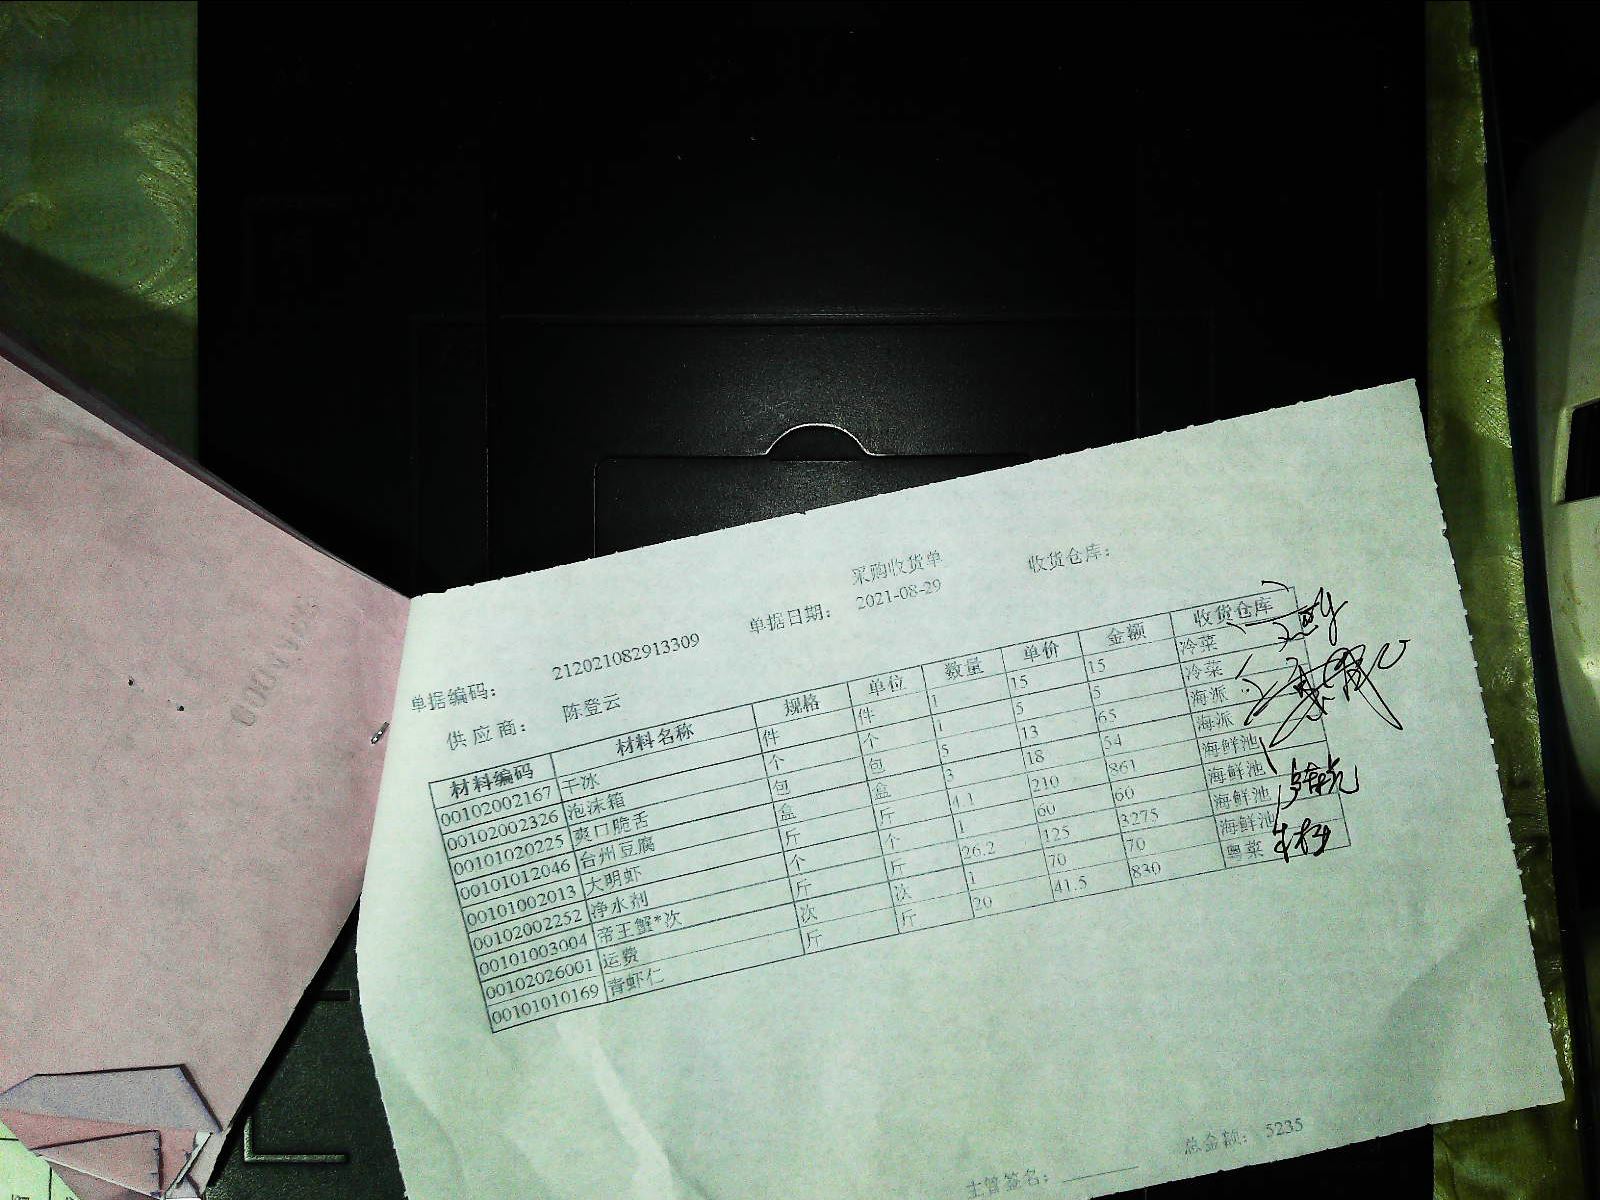 采购收货单
收货仓库：
单据编码： 212021082913309 单据日期： 2021-08-29
供应商： 陈登云
材料编码 材料名称 规格 单位 数量 单价 金额 收货仓库
00102002167 干冰 件 件 1 15 15 冷菜
00102002326 泡沫箱 个 个 1 5 5 冷菜
00101020225 爽口脆舌 包 包 5 13 65 海派
00101012046 台州豆腐 盒 盒 3 18 54 海派
00101002013 大明虾 斤 斤 4.1 210 861 海鲜池
00102002252 净水剂 个 个 1 60 60 海鲜池
00101003004 帝王蟹*次 斤 斤 26.2 125 3275 海鲜池
00102026001 运费 次 次 1 70 70 海鲜池
00101010169 青虾仁 斤 斤 20 41.5 830 粤菜
总金额： 5235
主管签名：